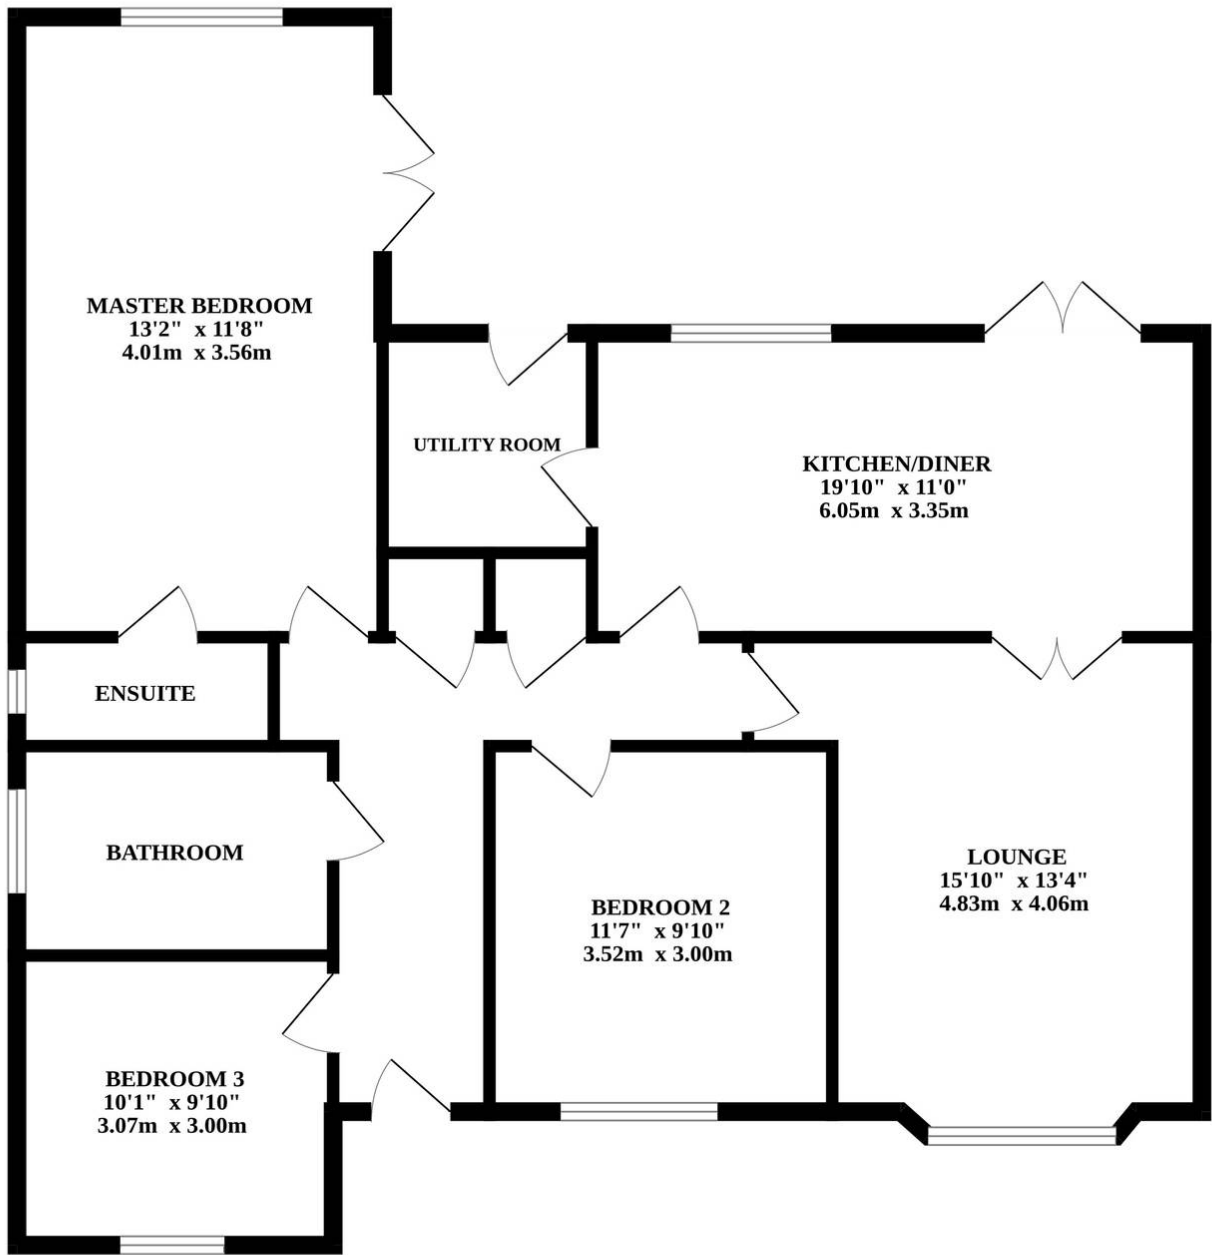 MASTER BEDROOM
13'2" x 11'8"
4.01m x 3.56m
UTILITY ROOM
KITCHEN/DINER
19'10" x 11'0"
6.05m x 3.35m
ENSUITE
BATHROOM
LOUNGE
15'10" x 13'4"
4.83m x 4.06m
BEDROOM 2
11'7" x 9'10"
3.52m x 3.00m
BEDROOM 3
10'1" x 9'10"
3.07m x 3.00m